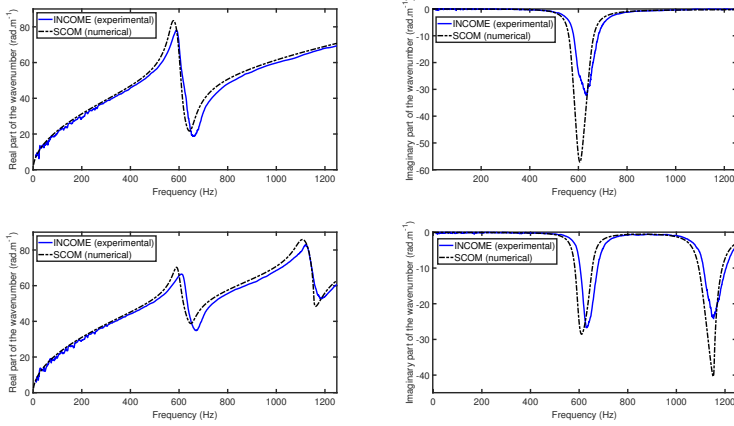 INCOME (experimental)
SCOM (numerical)
Real part of the wavenumber (rad.m⁻¹)
80
60
40
20
0
0 200 400 600 800 1000 1200
Frequency (Hz)
INCOME (experimental)
SCOM (numerical)
Imaginary part of the wavenumber (rad.m⁻¹)
0
-10
-20
-30
-40
-50
-60
200 400 600 800 1000 1200
Frequency (Hz)
INCOME (experimental)
SCOM (numerical)
Real part of the wavenumber (rad.m⁻¹)
80
60
40
20
0
0 200 400 600 800 1000 1200
Frequency (Hz)
INCOME (experimental)
SCOM (numerical)
Imaginary part of the wavenumber (rad.m⁻¹)
0
-10
-20
-30
-40
0 200 400 600 800 1000 1200
Frequency (Hz)